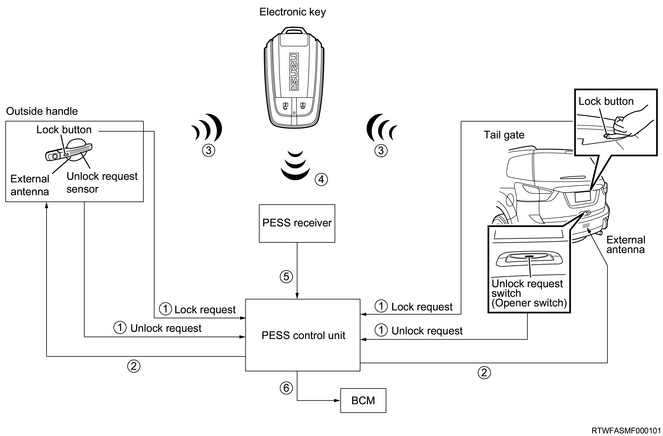 Electronic key
ISUZU
Outside handle
Lock button
External
antenna
Unlock request
sensor
③
③
④
Tail gate
Lock button
External
antenna
Unlock request
switch
(Opener switch)
PESS receiver
⑤
① Lock request
① Unlock request
②
PESS control unit
① Lock request
① Unlock request
②
⑥
BCM
RTWFASMF000101